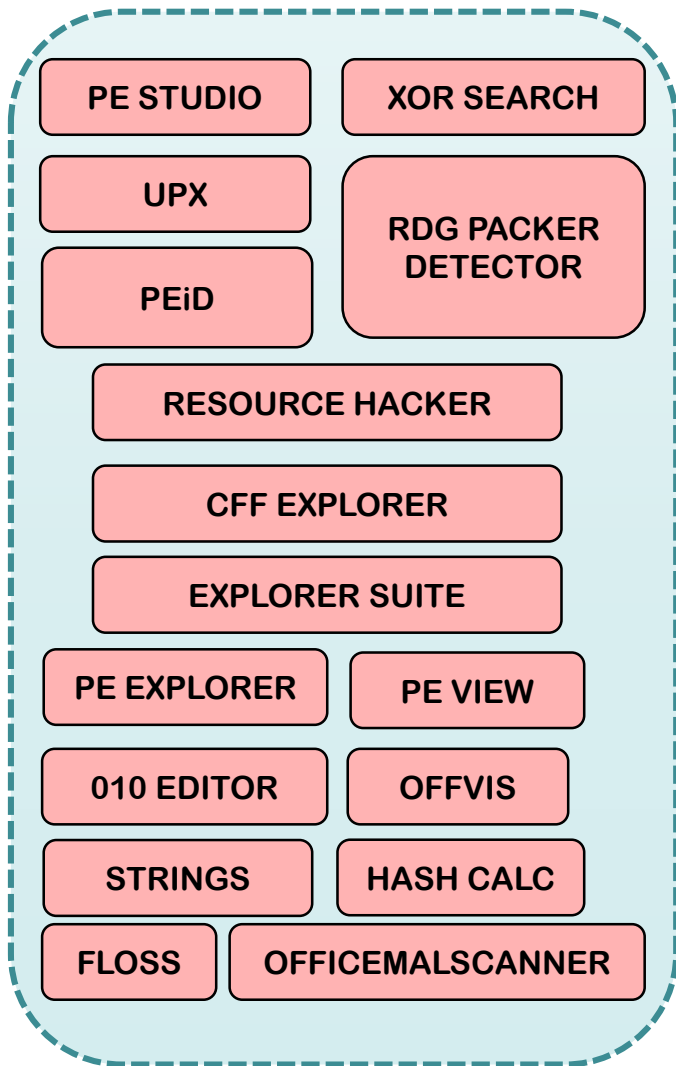 PE STUDIO
XOR SEARCH
UPX
RDG PACKER
DETECTOR
PEiD
RESOURCE HACKER
CFF EXPLORER
EXPLORER SUITE
PE EXPLORER
PE VIEW
010 EDITOR
OFFVIS
STRINGS
HASH CALC
FLOSS
OFFICEMALSCANNER